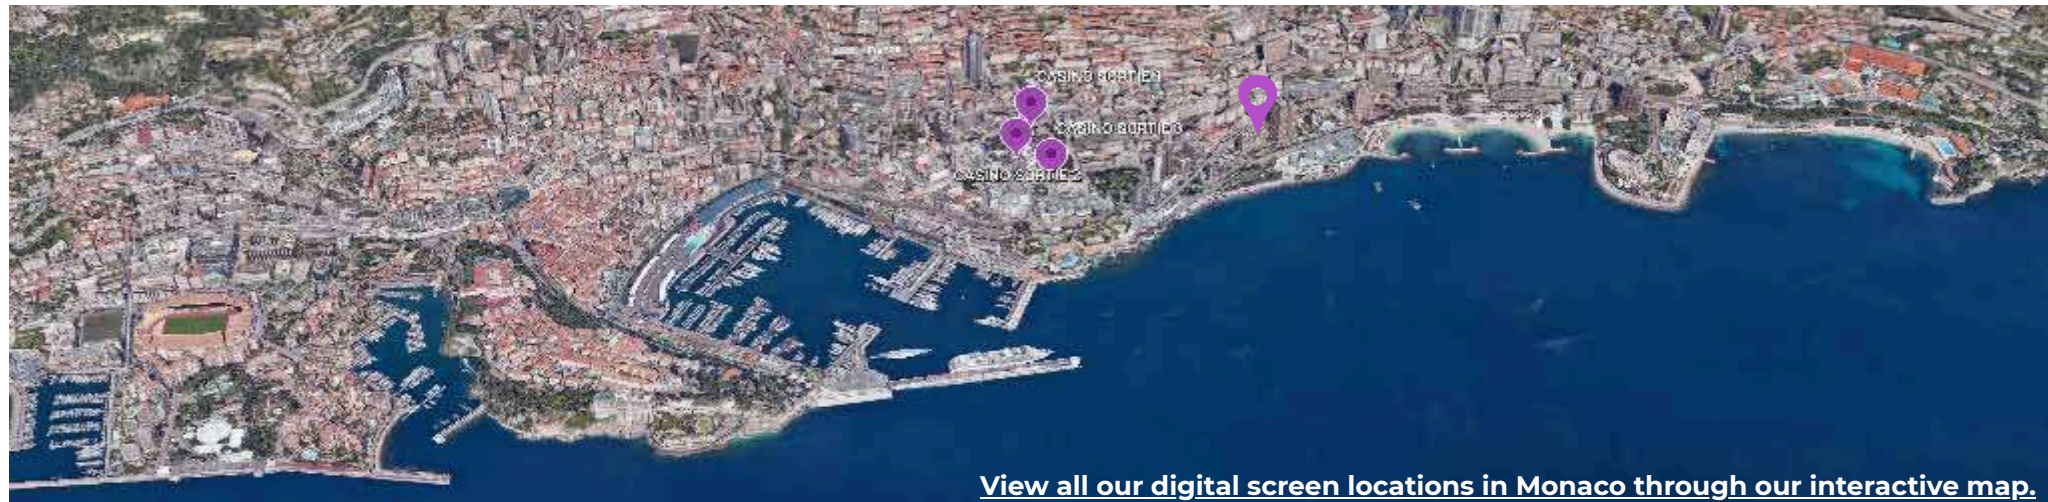 CASINO SORTIE 1
CASINO SORTIE 3
CASINO SORTIE 2
View all our digital screen locations in Monaco through our interactive map.